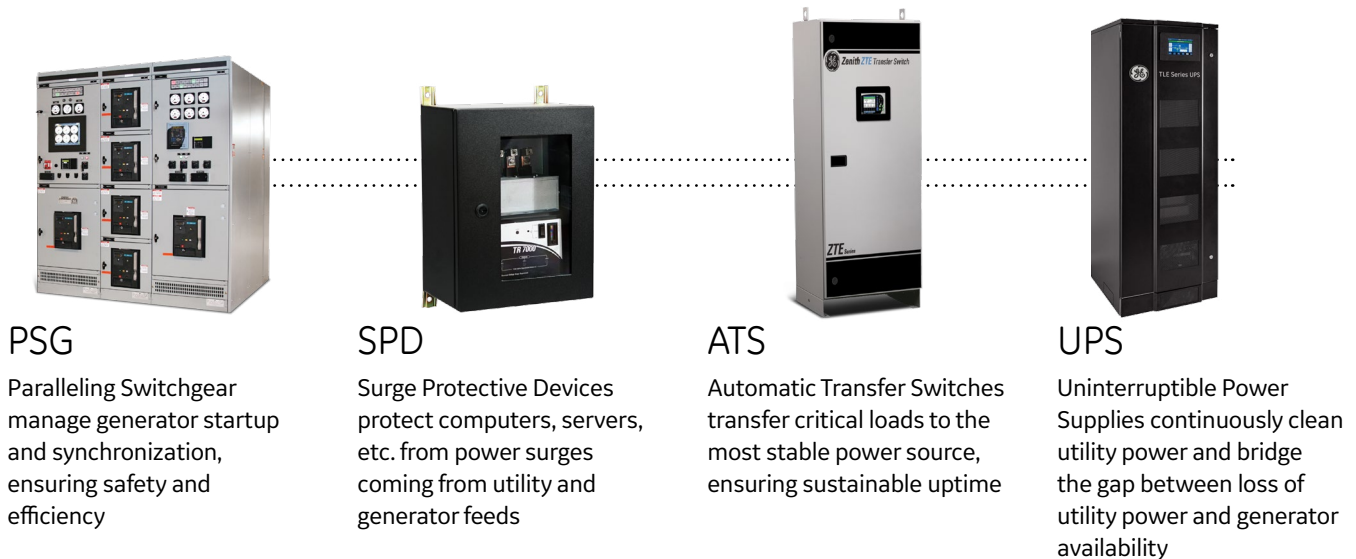 Zenith ZTE Transfer Switch
TLE Series UPS
TR 7000
ZTE Series
PSG
Paralleling Switchgear
manage generator startup
and synchronization,
ensuring safety and
efficiency
SPD
Surge Protective Devices
protect computers, servers,
etc. from power surges
coming from utility and
generator feeds
ATS
Automatic Transfer Switches
transfer critical loads to the
most stable power source,
ensuring sustainable uptime
UPS
Uninterruptible Power
Supplies continuously clean
utility power and bridge
the gap between loss of
utility power and generator
availability